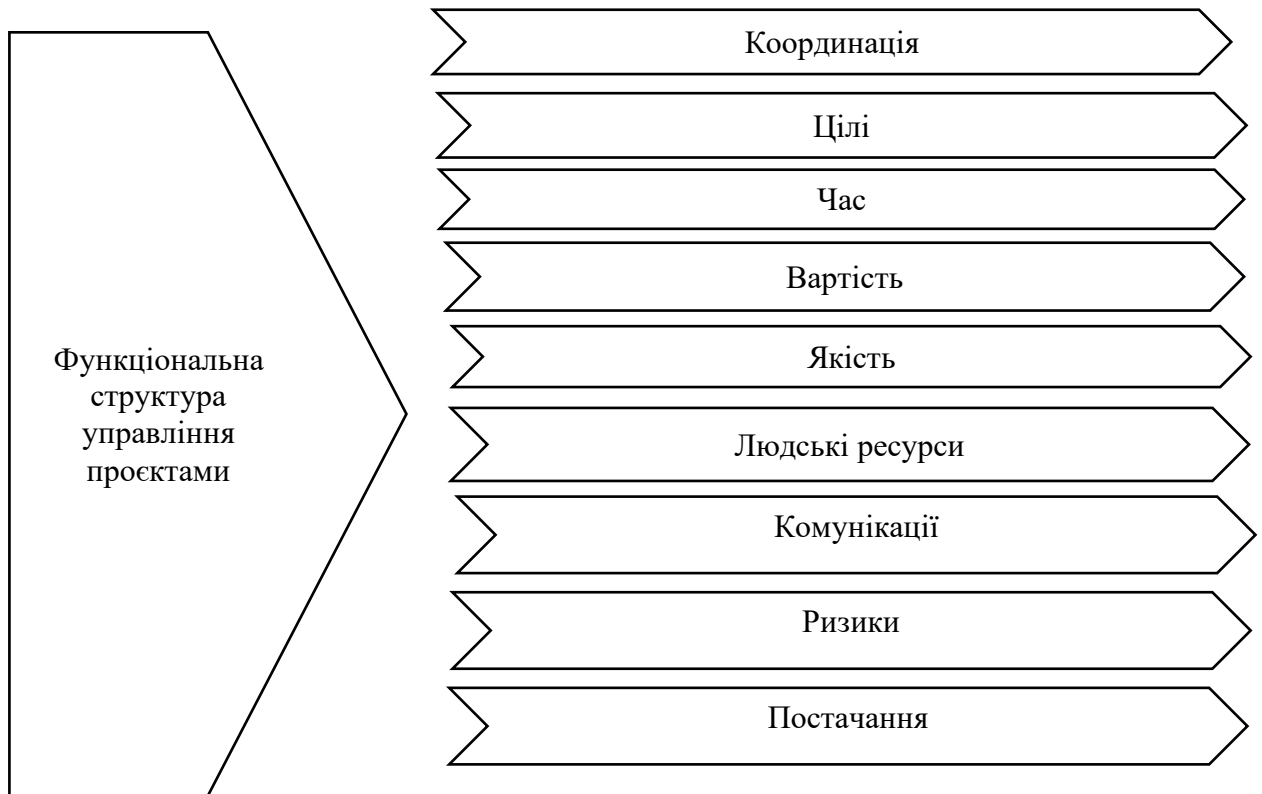 Функціональна
структура
управління
проєктами
Координація
Цілі
Час
Вартість
Якість
Людські ресурси
Комунікації
Ризики
Постачання